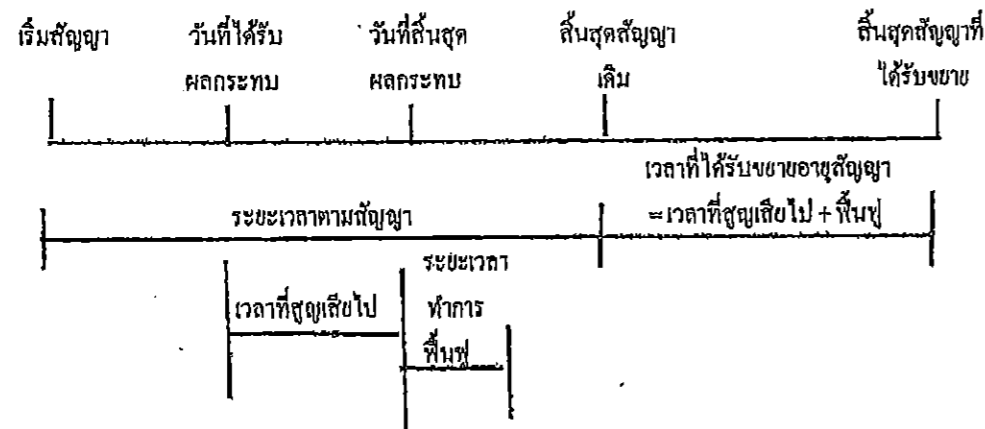 เริ่มสัญญา วันที่ได้รับ วันที่สิ้นสุด สิ้นสุดสัญญา สิ้นสุดสัญญาที่
ผลกระทบ ผลกระทบ เดิม ได้รับขยาย
เวลาที่ได้รับขยายอายุสัญญา
ระยะเวลาตามสัญญา =เวลาที่สูญเสียไป + ฟื้นฟู
ระยะเวลา
เวลาที่สูญเสียไป ทำการ
ฟื้นฟู